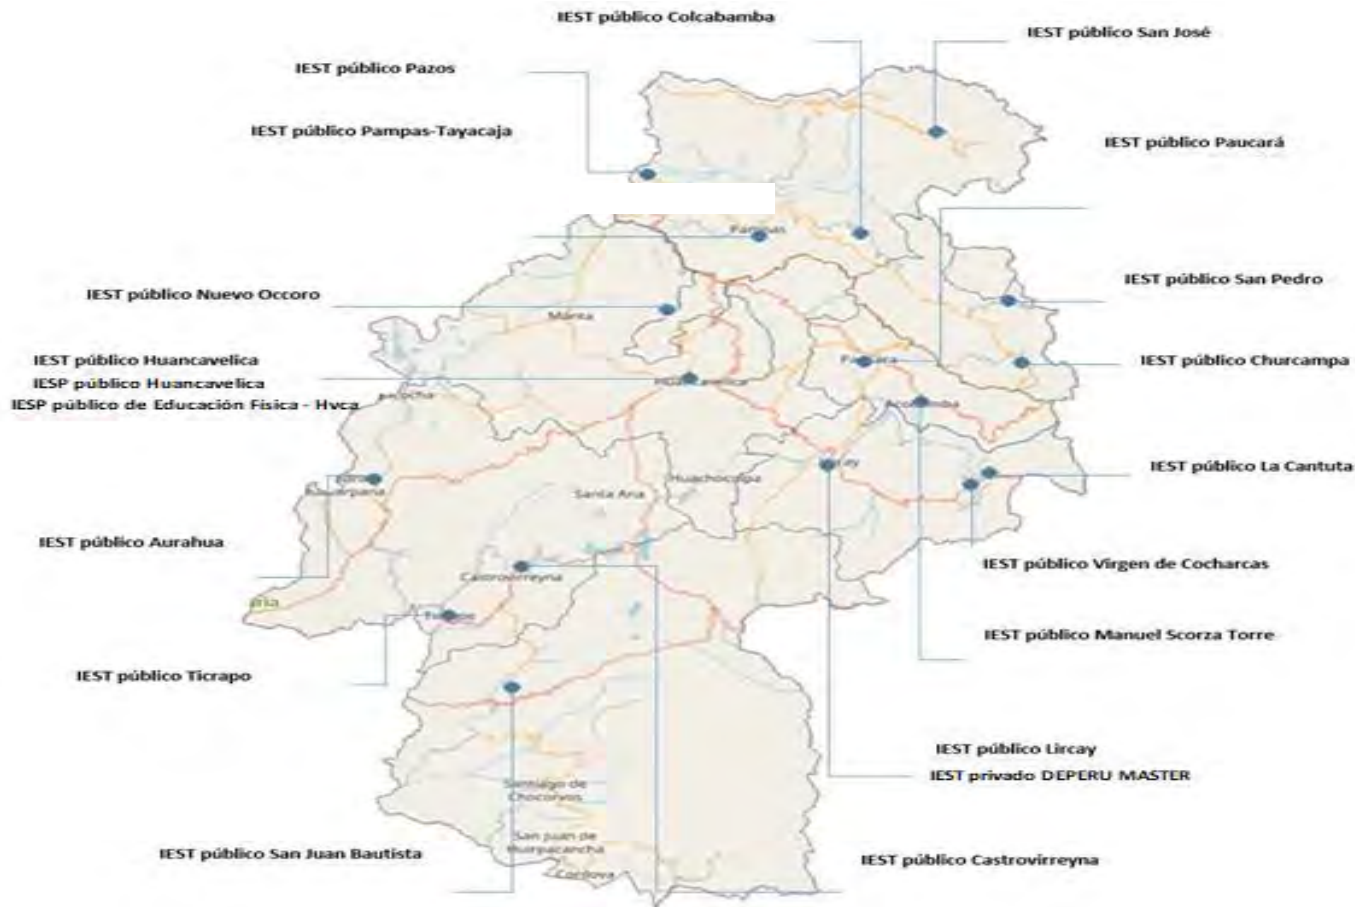 IEST público Colcabamba
IEST público San José
IEST público Pazos
IEST público Pampas-Tayacaja
IEST público Paucará
Pampas
IEST público San Pedro
IEST público Nuevo Occoro
Manta
IEST público Huancavelica
IESP público Huancavelica
IESP público de Educación Física - Hvca
IEST público Churcampa
Huancavelica
Acobamba
IEST público La Cantuta
Huachocolpa
Santa Ana
IEST público Aurahua
IEST público Virgen de Cocharcas
Castrovirreyna
IEST público Manuel Scorza Torre
IEST público Ticrapo
IEST público Lircay
IEST privado DEPERU MASTER
Santiago de
Chocorvos
San Juan de
Huirpacancha
Cordova
IEST público San Juan Bautista
IEST público Castrovirreyna